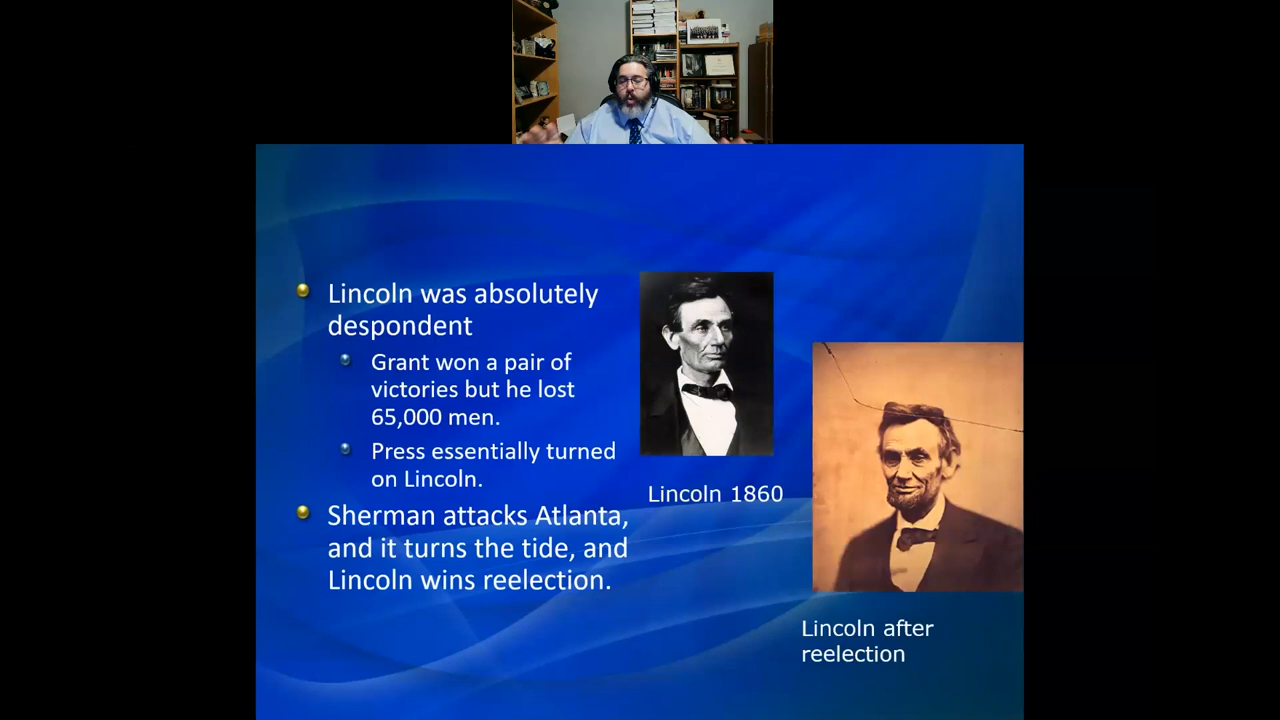 Lincoln was absolutely
despondent
Grant won a pair of
victories but he lost
65,000 men.
Press essentially turned
on Lincoln.
Sherman attacks Atlanta,
and it turns the tide, and
Lincoln wins reelection.
Lincoln 1860
Lincoln after
reelection